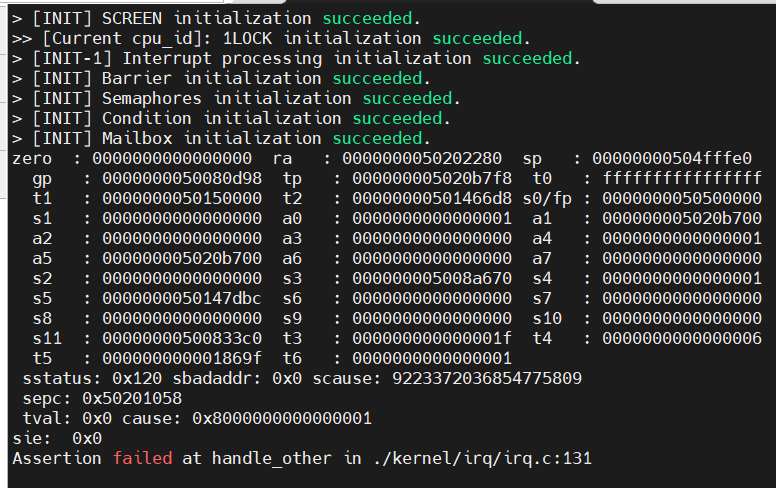 > [INIT] SCREEN initialization succeeded.
>> [Current cpu_id]: 1LOCK initialization succeeded.
> [INIT-1] Interrupt processing initialization succeeded.
> [INIT] Barrier initialization succeeded.
> [INIT] Semaphores initialization succeeded.
> [INIT] Condition initialization succeeded.
> [INIT] Mailbox initialization succeeded.
zero : 0000000000000000 ra : 0000000050202280 sp : 00000000504fffe0
gp : 0000000050080d98 tp : 000000005020b7f8 t0 : ffffffffffffffff
t1 : 0000000050150000 t2 : 00000000501466d8 s0/fp : 0000000050500000
s1 : 0000000000000000 a0 : 0000000000000001 a1 : 000000005020b700
a2 : 0000000000000000 a3 : 0000000000000000 a4 : 0000000000000001
a5 : 000000005020b700 a6 : 0000000000000000 a7 : 0000000000000000
s2 : 0000000000000000 s3 : 000000005008a670 s4 : 0000000000000001
s5 : 0000000050147dbc s6 : 0000000000000000 s7 : 0000000000000000
s8 : 0000000000000000 s9 : 0000000000000000 s10 : 0000000000000000
s11 : 00000000500833c0 t3 : 000000000000001f t4 : 0000000000000006
t5 : 000000000001869f t6 : 0000000000000001
sstatus: 0x120 sbadaddr: 0x0 scause: 9223372036854775809
sepc: 0x50201058
tval: 0x0 cause: 0x8000000000000001
sie: 0x0
Assertion failed at handle_other in ./kernel/irq/irq.c:131